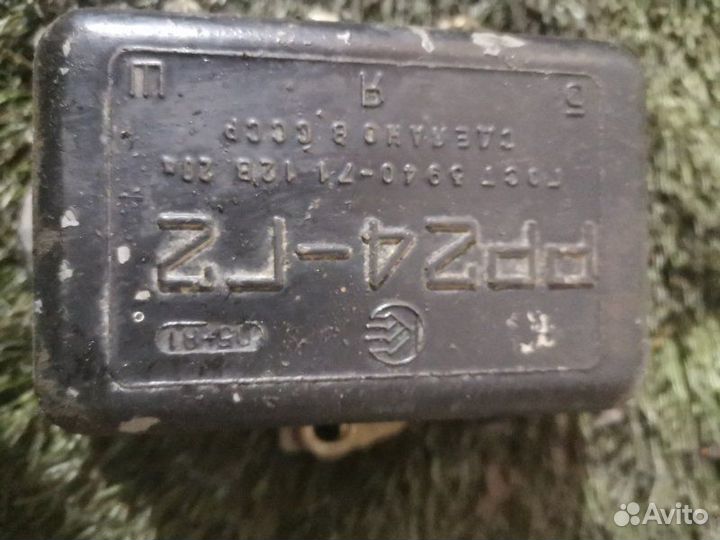 РР24-Г2
ГОСТ 3940-71 12В 20А
СДЕЛАНО В СССР
Б Я Ш
Avito